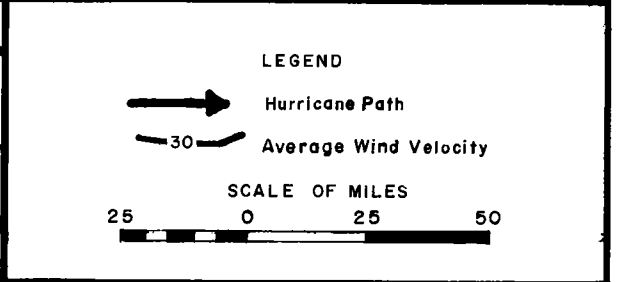 LEGEND
Hurricane Path
30 Average Wind Velocity
SCALE OF MILES
25 0 25 50